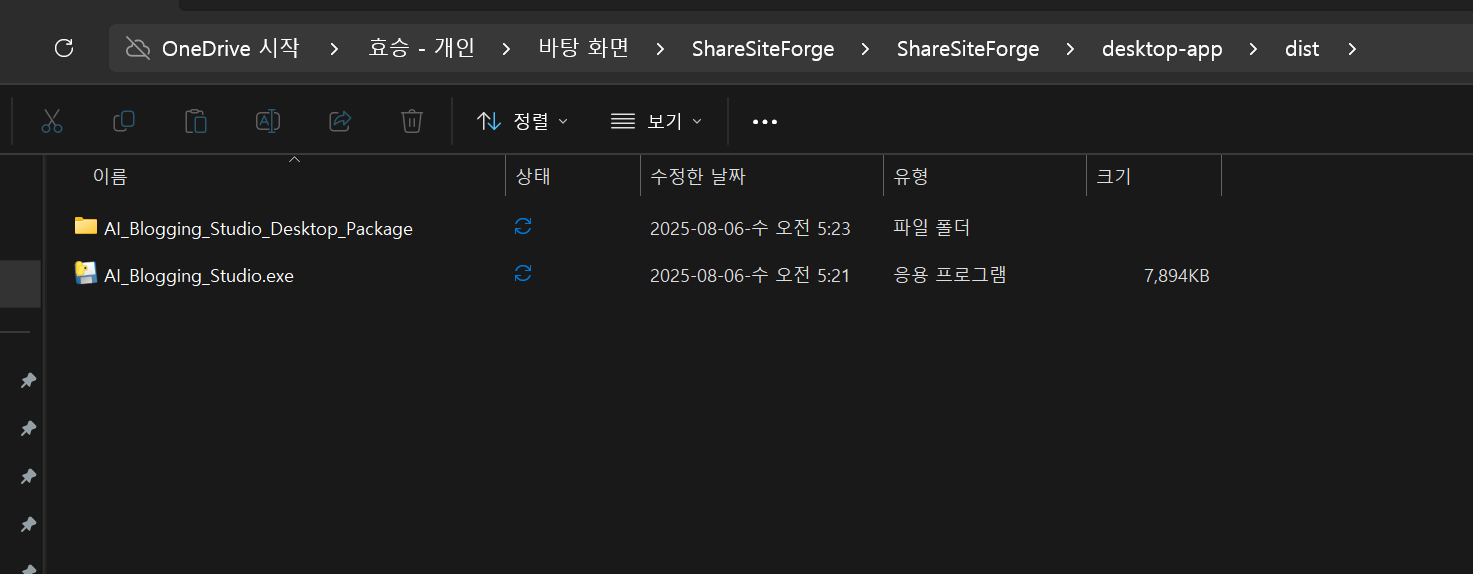 OneDrive 시작 > 효승 - 개인 > 바탕 화면 > ShareSiteForge > ShareSiteForge > desktop-app > dist >
정렬 보기 •••
이름 상태 수정한 날짜 유형 크기
AI_Blogging_Studio_Desktop_Package 2025-08-06-수 오전 5:23 파일 폴더
AI_Blogging_Studio.exe 2025-08-06-수 오전 5:21 응용 프로그램 7,894KB